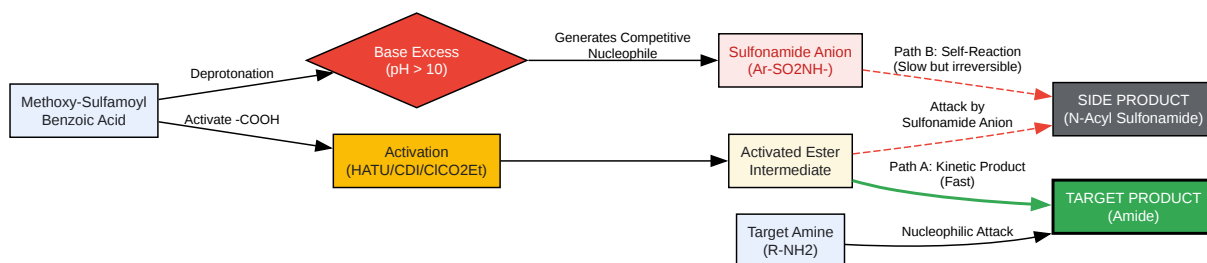 Methoxy-Sulfamoyl
Benzoic Acid
Deprotonation
Activate -COOH
Base Excess
(pH > 10)
Activation
(HATU/CDI/ClCO2Et)
Generates Competitive
Nucleophile
Sulfonamide Anion
(Ar-SO2NH-)
Activated Ester
Intermediate
Target Amine
(R-NH2)
Path B: Self-Reaction
(Slow but irreversible)
Attack by
Sulfonamide Anion
Path A: Kinetic Product
(Fast)
Nucleophilic Attack
SIDE PRODUCT
(N-Acyl Sulfonamide)
TARGET PRODUCT
(Amide)